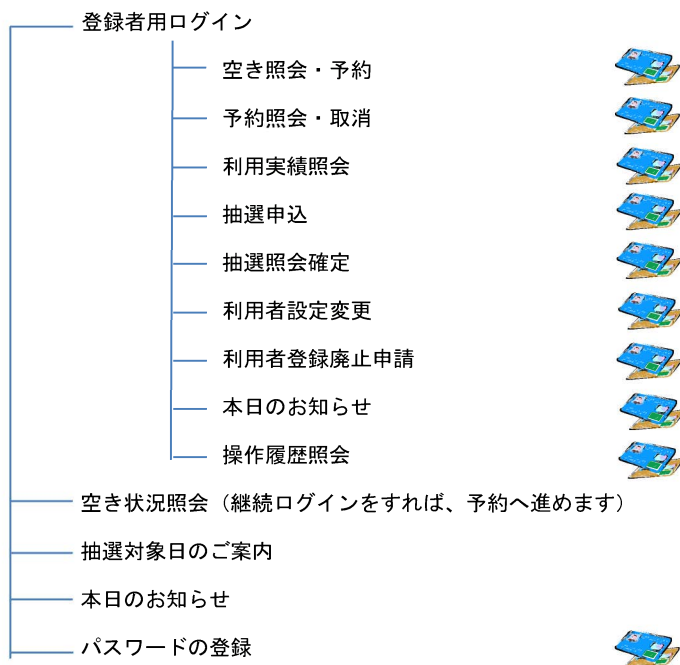 登録者用ログイン
空き照会・予約
予約照会・取消
利用実績照会
抽選申込
抽選照会確定
利用者設定変更
利用者登録廃止申請
本日のお知らせ
操作履歴照会
空き状況照会（継続ログインをすれば、予約へ進めます）
抽選対象日のご案内
本日のお知らせ
パスワードの登録